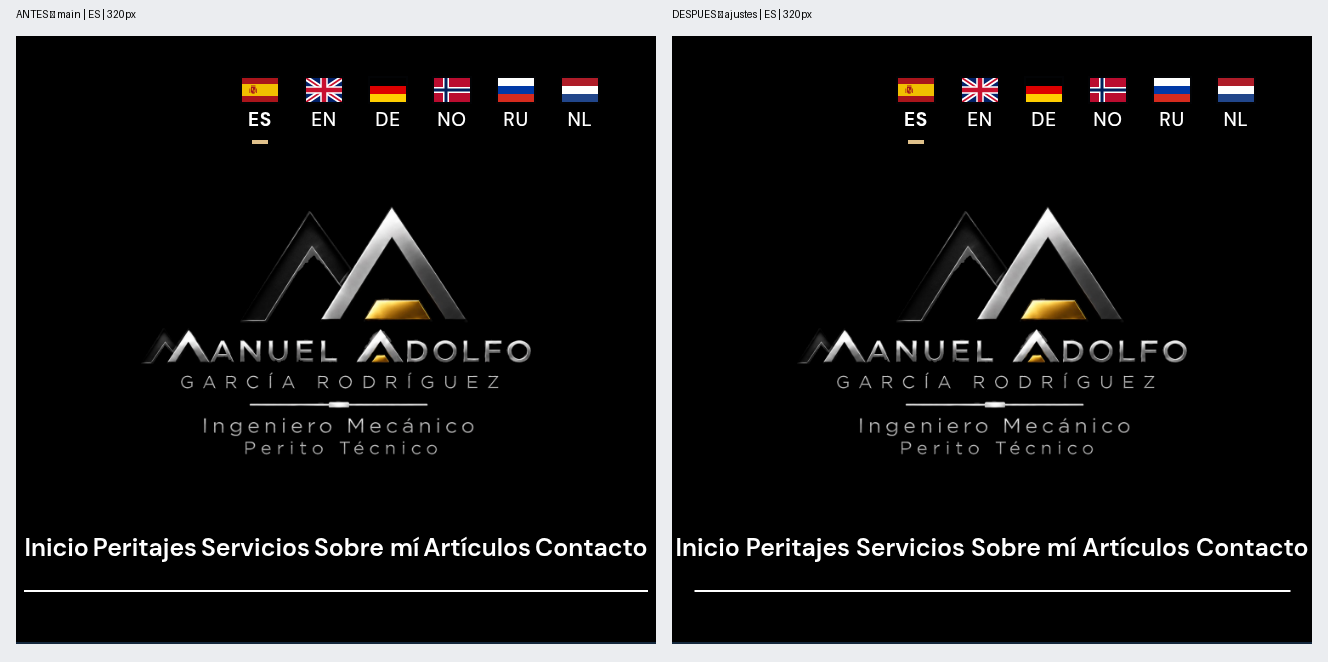 ANTES □ main | ES | 320px
DESPUES □ ajustes | ES | 320px
ES EN DE NO RU NL
MANUEL ADOLFO
GARCÍA RODRÍGUEZ
Ingeniero Mecánico
Perito Técnico
Inicio Peritajes Servicios Sobre mí Artículos Contacto
ES EN DE NO RU NL
MANUEL ADOLFO
GARCÍA RODRÍGUEZ
Ingeniero Mecánico
Perito Técnico
Inicio Peritajes Servicios Sobre mí Artículos Contacto